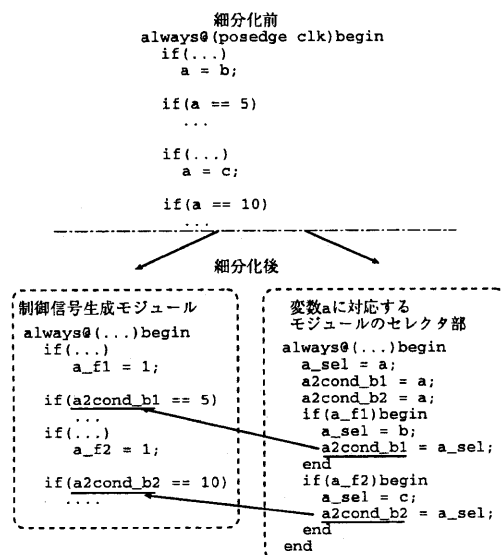 細分化前
always@(posedge clk)begin
if(...)
a = b;
if(a == 5)
...
if(...)
a = c;
if(a == 10)
...
細分化後
制御信号生成モジュール
always@(...)begin
if(...)
a_f1 = 1;
if(a2cond_b1 == 5)
...
if(...)
a_f2 = 1;
if(a2cond_b2 == 10)
....
変数aに対応する
モジュールのセレクタ部
always@(...)begin
a_sel = a;
a2cond_b1 = a;
a2cond_b2 = a;
if(a_f1)begin
a_sel = b;
a2cond_b1 = a_sel;
end
if(a_f2)begin
a_sel = c;
a2cond_b2 = a_sel;
end
end